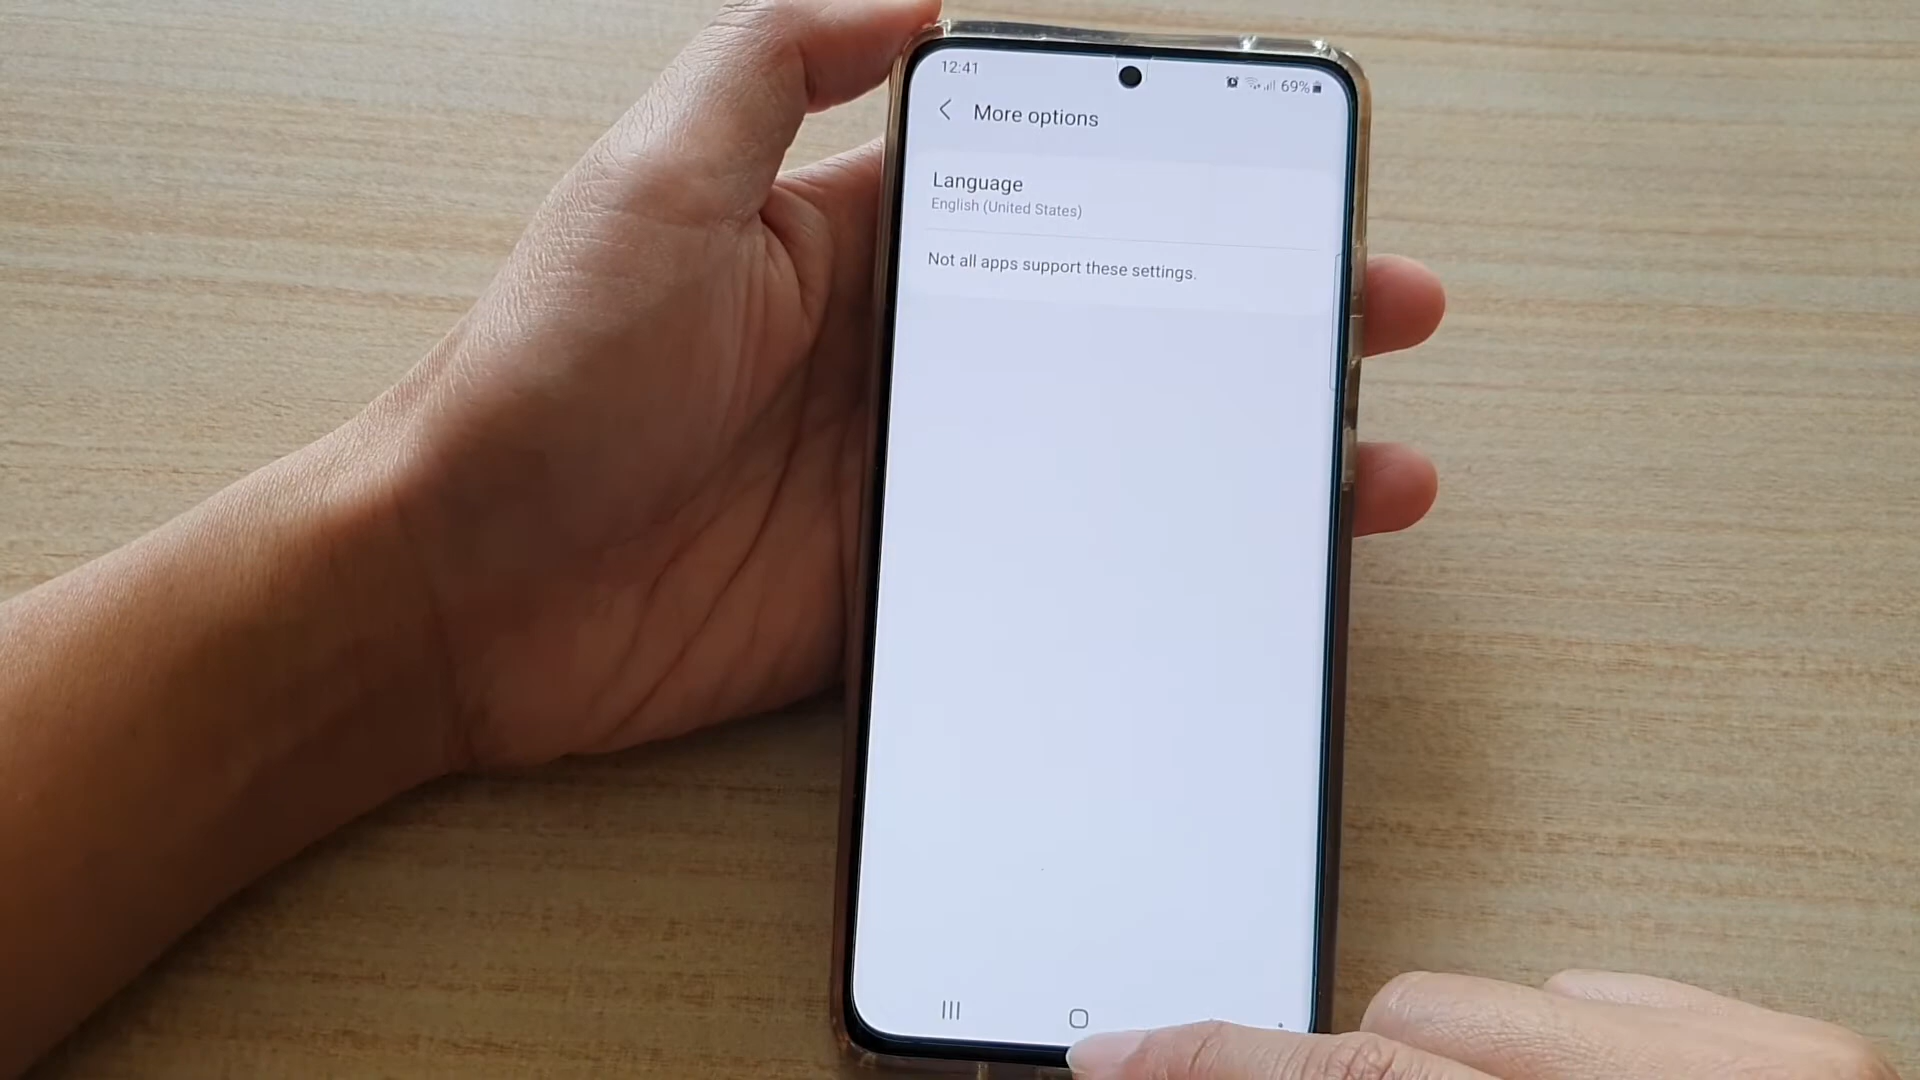 12:41
69%
More options
Language
English (United States)
Not all apps support these settings.